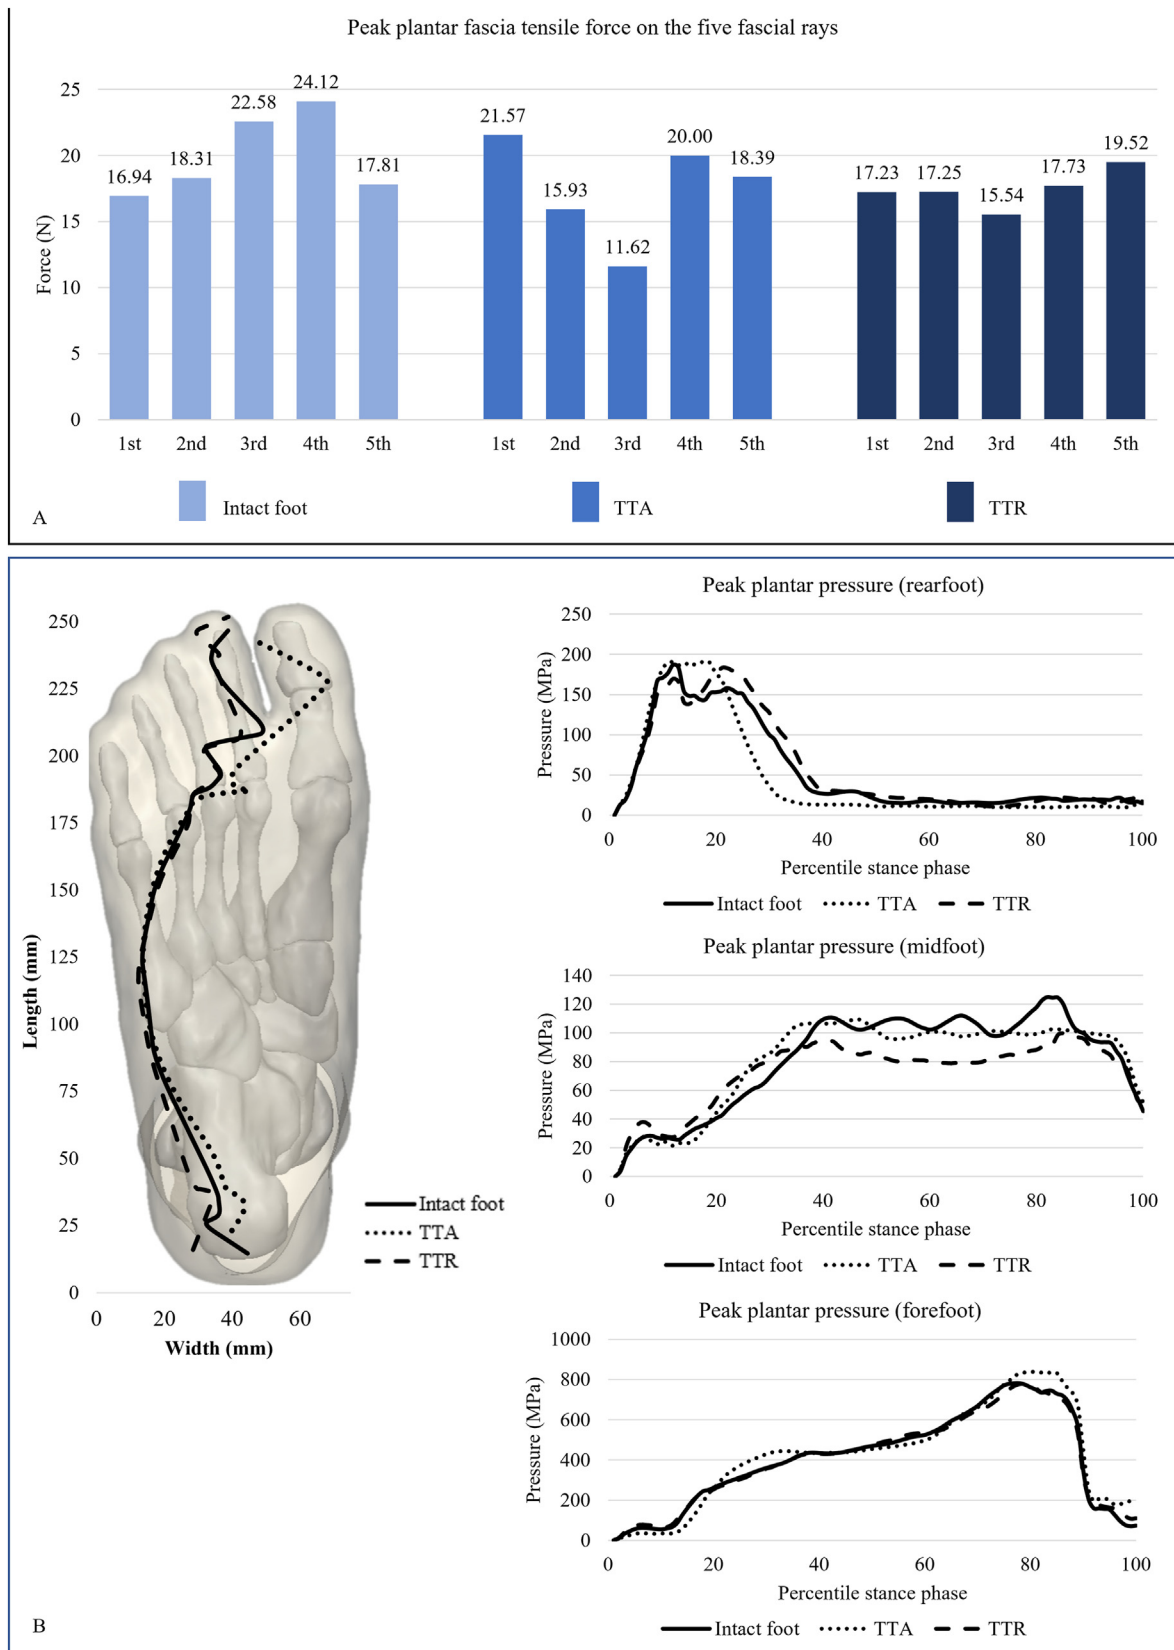 Peak plantar fascia tensile force on the five fascial rays
Force (N)
25
20
15
10
5
0
16.94
18.31
22.58
24.12
17.81
21.57
15.93
11.62
20.00
18.39
17.23
17.25
15.54
17.73
19.52
1st 2nd 3rd 4th 5th 1st 2nd 3rd 4th 5th 1st 2nd 3rd 4th 5th
Intact foot TTA TTR
A
Length (mm)
250
225
200
175
150
125
100
75
50
25
0
0 20 40 60
Width (mm)
Intact foot
TTA
TTR
Peak plantar pressure (rearfoot)
Pressure (MPa)
250
200
150
100
50
0
0 20 40 60 80 100
Percentile stance phase
Intact foot TTA TTR
Peak plantar pressure (midfoot)
Pressure (MPa)
140
120
100
80
60
40
20
0
0 20 40 60 80 100
Percentile stance phase
Intact foot TTA TTR
Peak plantar pressure (forefoot)
Pressure (MPa)
1000
800
600
400
200
0
0 20 40 60 80 100
Percentile stance phase
Intact foot TTA TTR
B